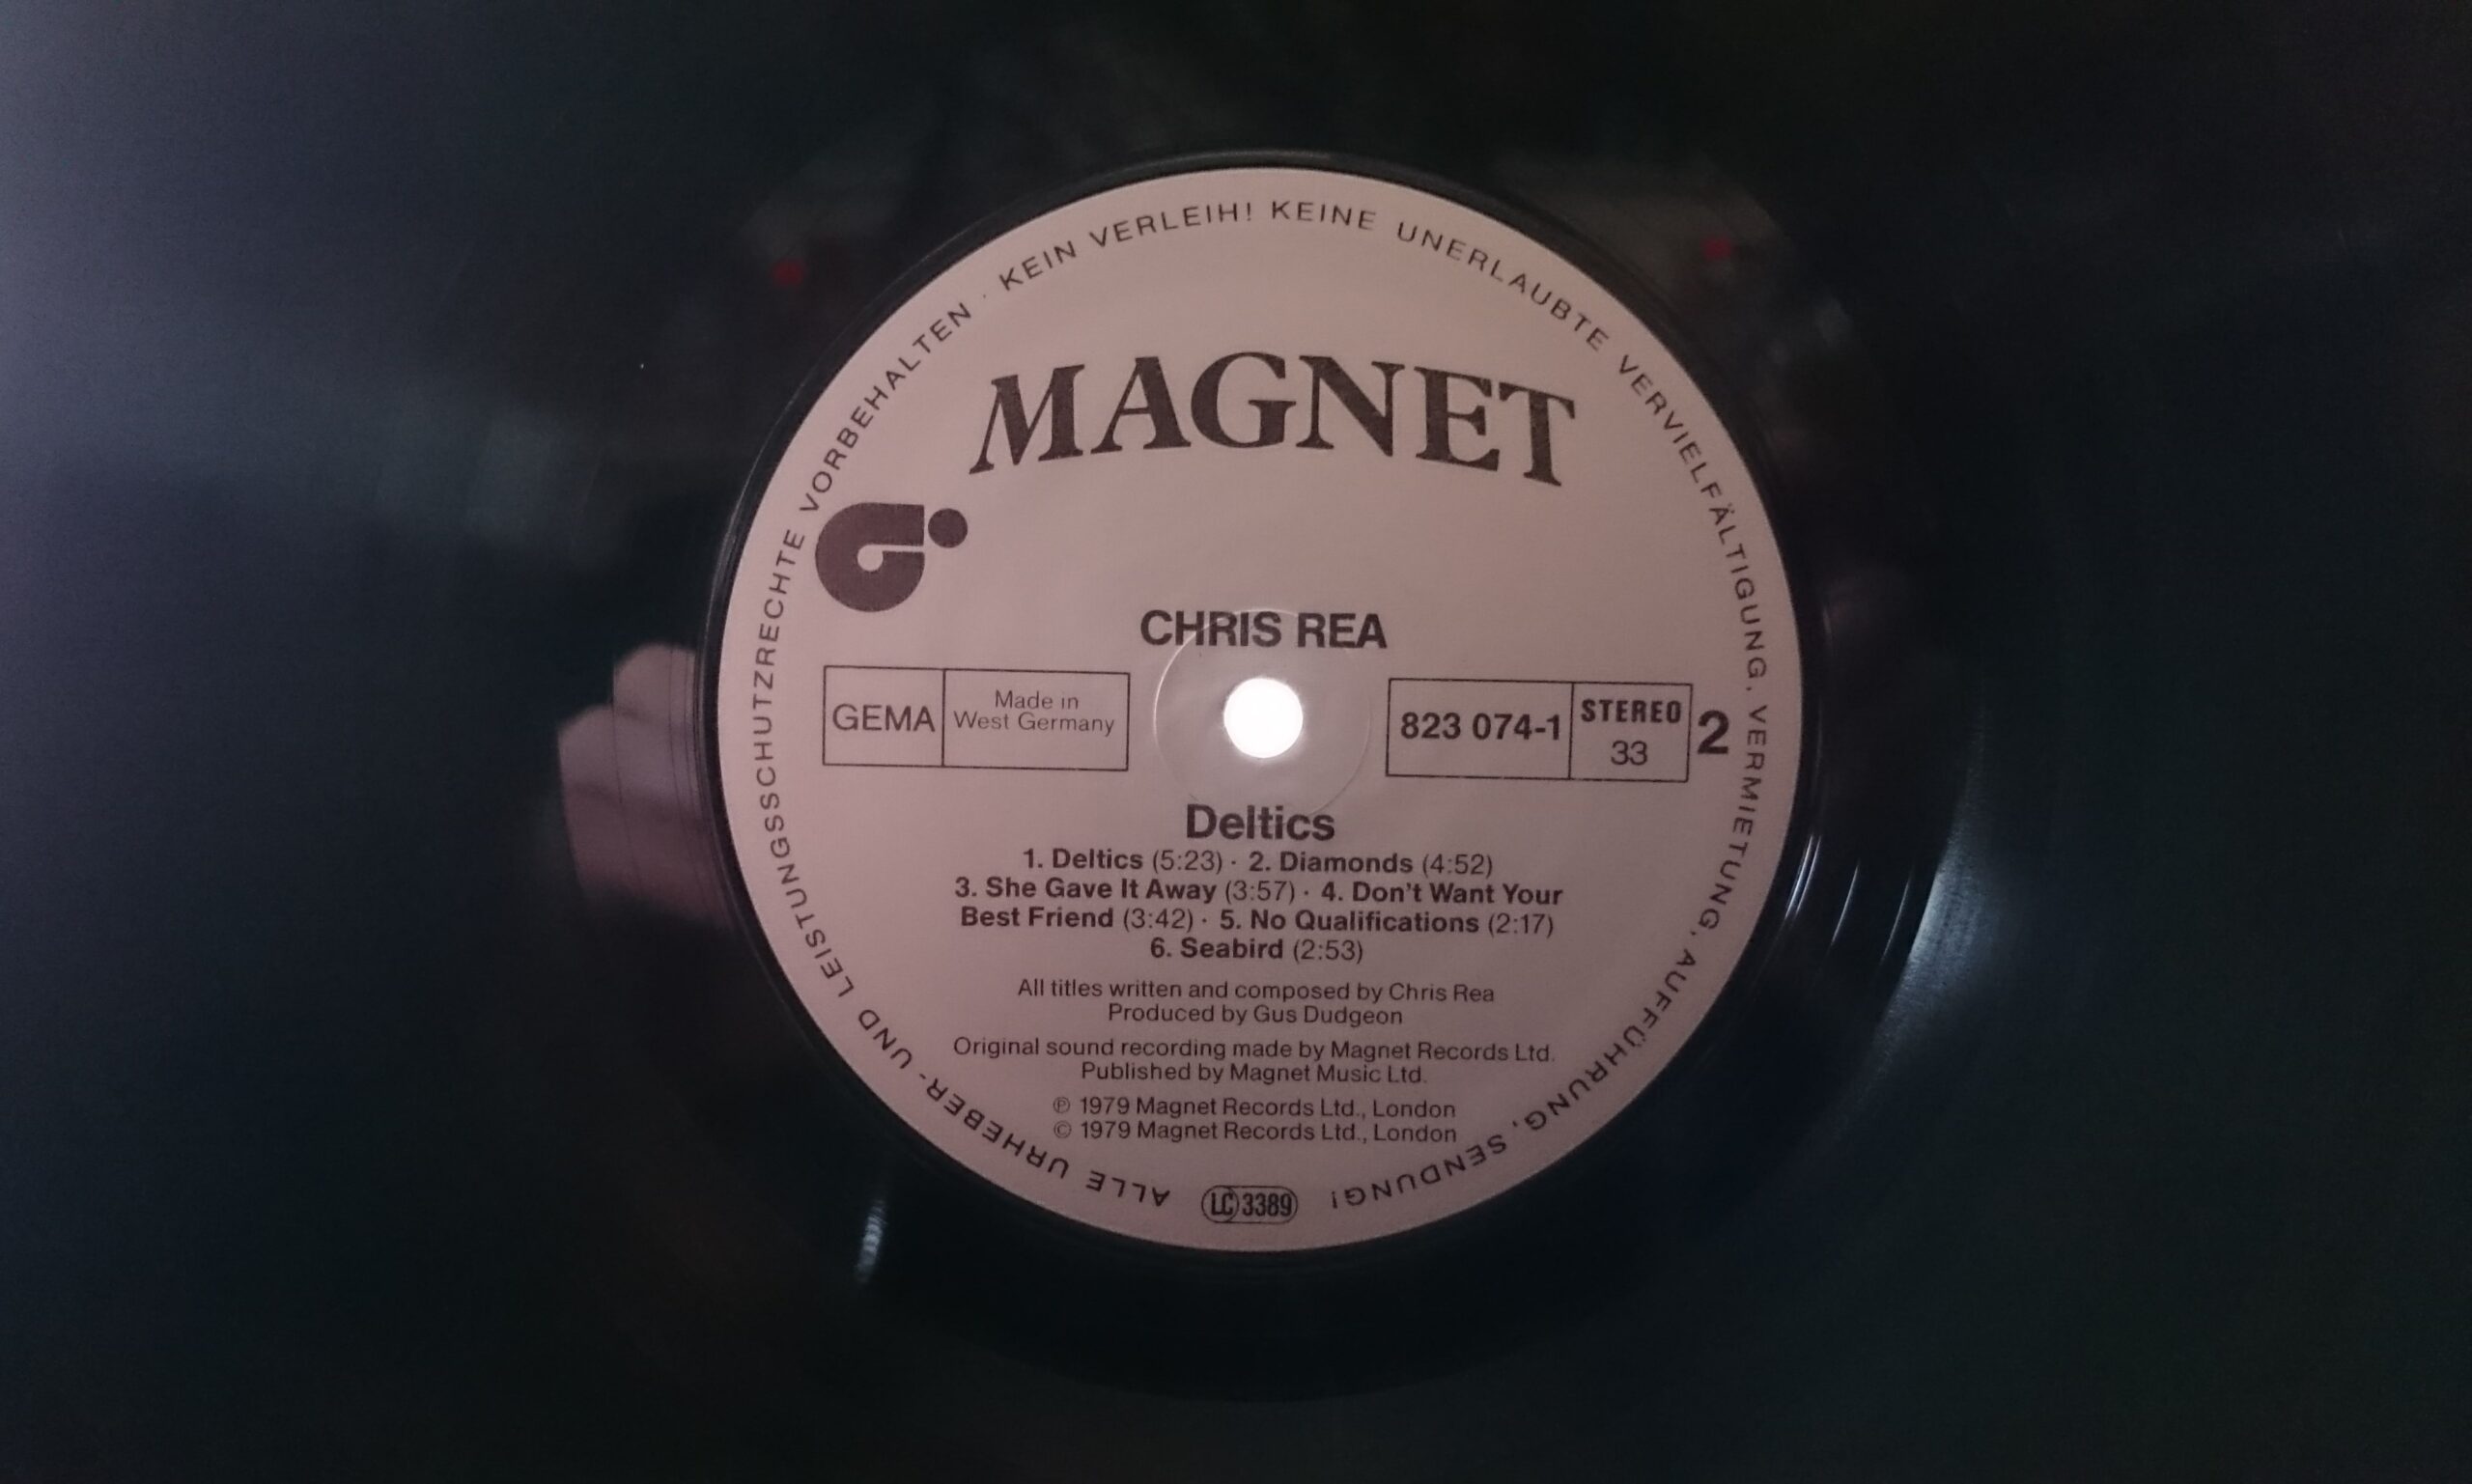 ALLE URHEBER- UND LEISTUNGSSCHUTZRECHTE VORBEHALTEN · KEIN VERLEIH! KEINE UNERLAUBTE VERVIELFÄLTIGUNG, VERMIETUNG, AUFFÜHRUNG, SENDUNG!
MAGNET
CHRIS REA
GEMA
Made in
West Germany
823 074-1
STEREO
33
2
Deltics
1. Deltics (5:23) · 2. Diamonds (4:52)
3. She Gave It Away (3:57) · 4. Don't Want Your
Best Friend (3:42) · 5. No Qualifications (2:17)
6. Seabird (2:53)
All titles written and composed by Chris Rea
Produced by Gus Dudgeon
Original sound recording made by Magnet Records Ltd.
Published by Magnet Music Ltd.
℗ 1979 Magnet Records Ltd., London
© 1979 Magnet Records Ltd., London
LC 3389